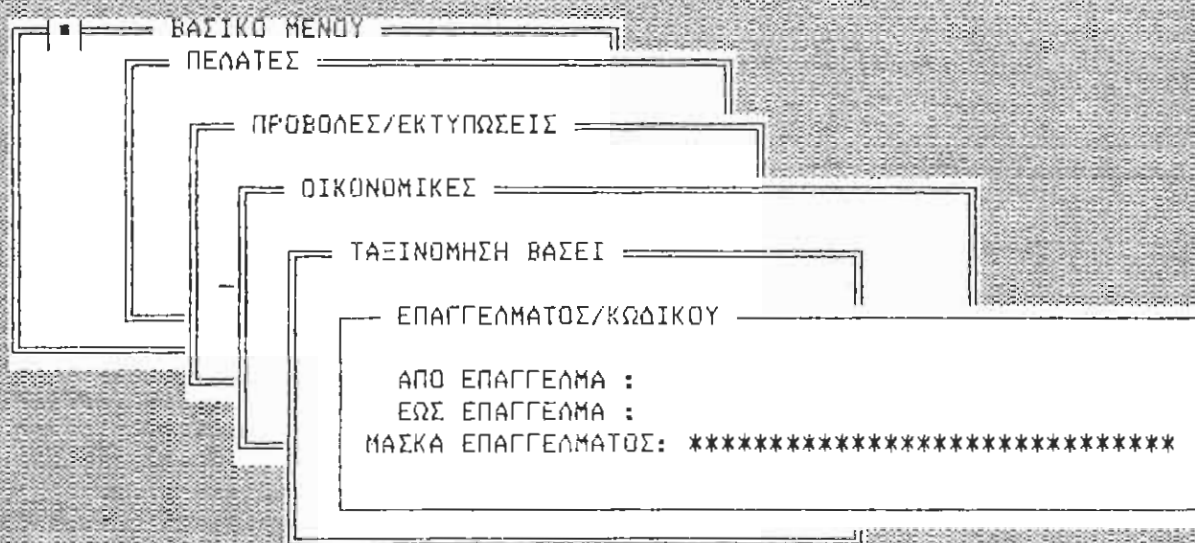 ΒΑΣΙΚΟ ΜΕΝΟΥ
ΠΕΛΑΤΕΣ
ΠΡΟΒΟΛΕΣ/ΕΚΤΥΠΩΣΕΙΣ
ΟΙΚΟΝΟΜΙΚΕΣ
ΤΑΞΙΝΟΜΗΣΗ ΒΑΣΕΙ
ΕΠΑΓΓΕΛΜΑΤΟΣ/ΚΩΔΙΚΟΥ
ΑΠΟ ΕΠΑΓΓΕΛΜΑ :
ΕΩΣ ΕΠΑΓΓΕΛΜΑ :
ΜΑΣΚΑ ΕΠΑΓΓΕΛΜΑΤΟΣ: ******************************